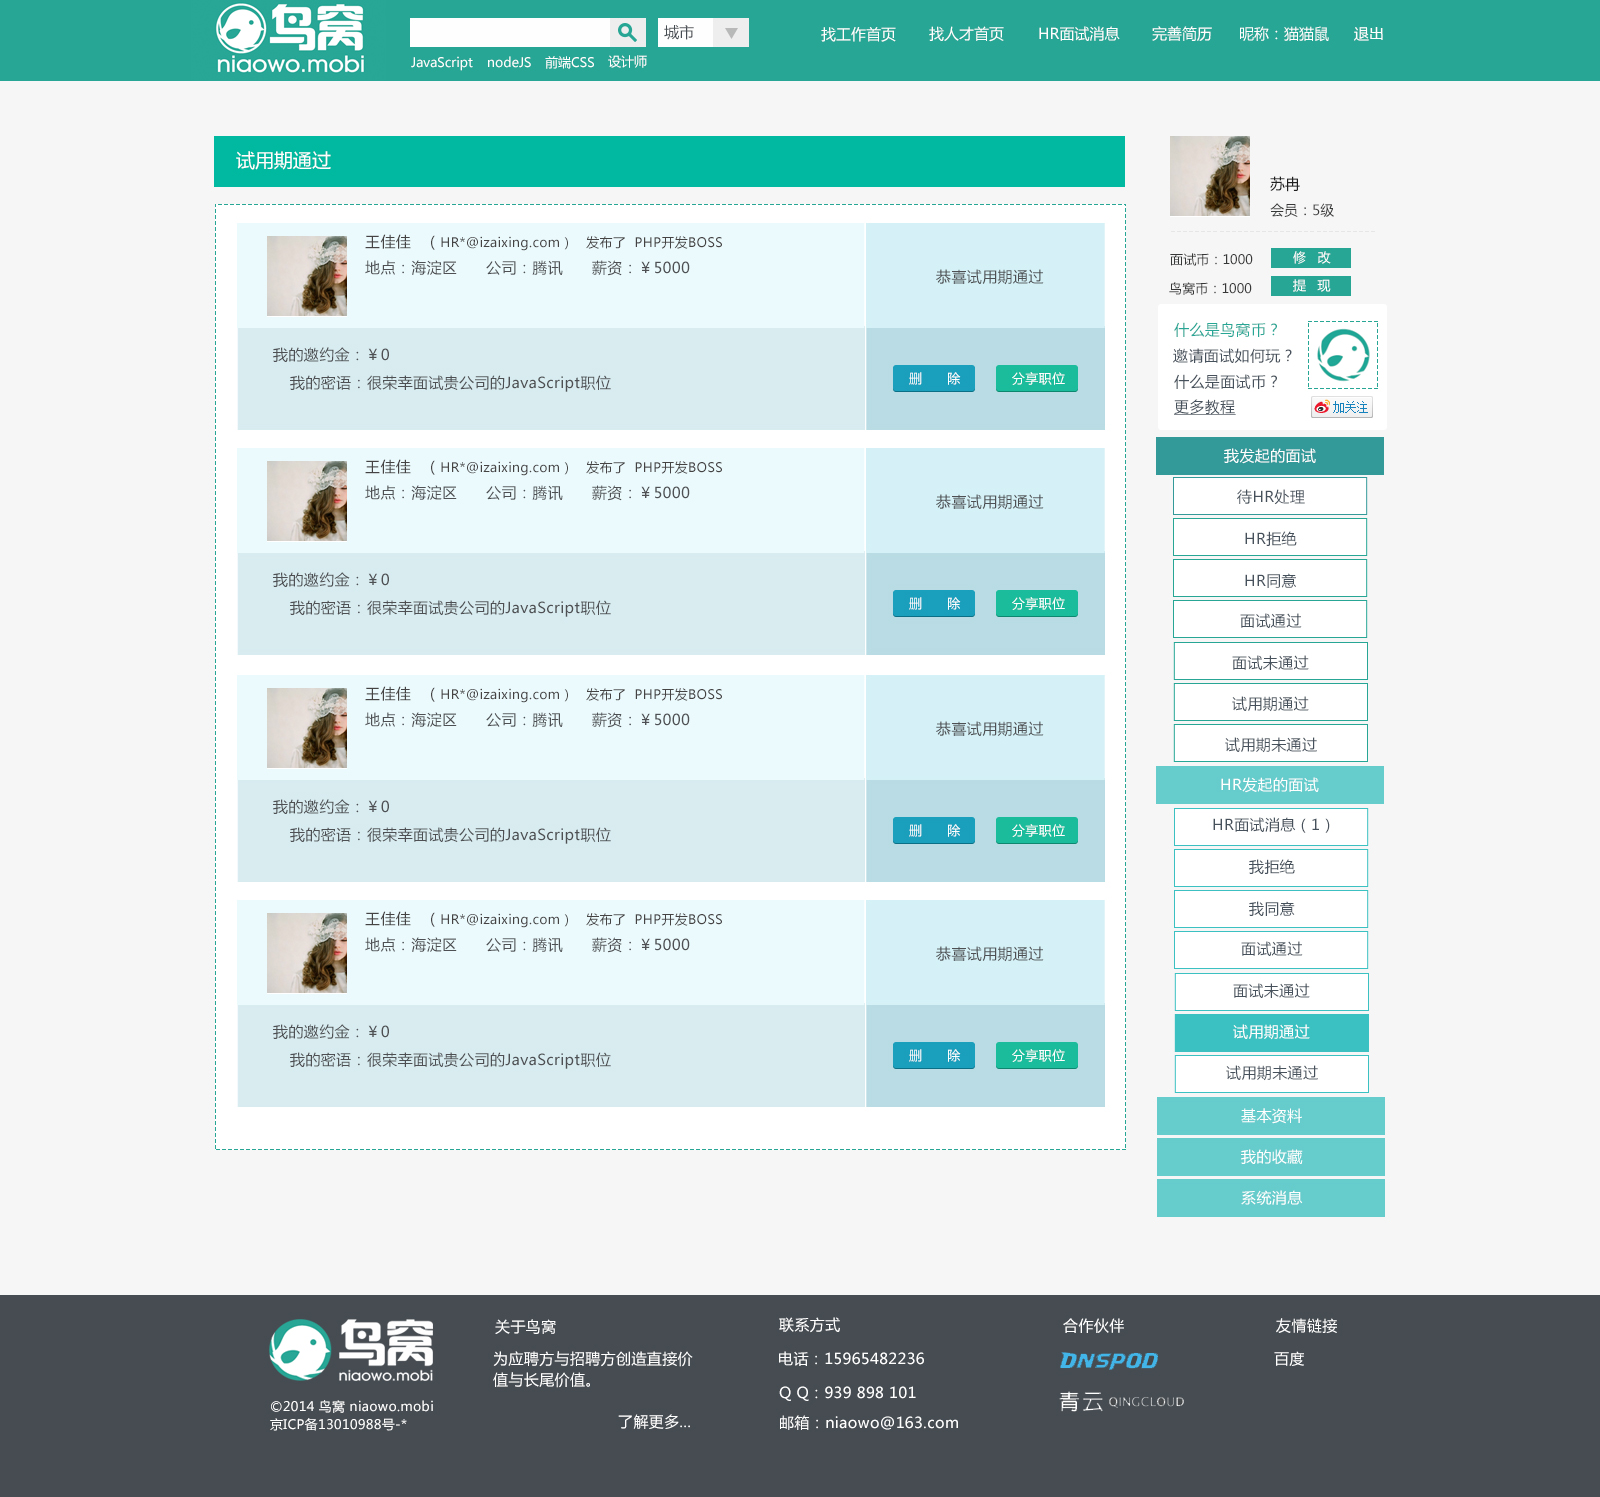 鸟窝
niaowo.mobi
城市
JavaScript nodeJS 前端CSS 设计师
找工作首页 找人才首页 HR面试消息 完善简历 昵称：猫猫鼠 退出
试用期通过
王佳佳 （ HR*@izaixing.com ） 发布了 PHP开发BOSS
地点：海淀区 公司：腾讯 薪资：￥5000
恭喜试用期通过
我的邀约金：￥0
我的密语：很荣幸面试贵公司的JavaScript职位
删 除 分享职位
王佳佳 （ HR*@izaixing.com ） 发布了 PHP开发BOSS
地点：海淀区 公司：腾讯 薪资：￥5000
恭喜试用期通过
我的邀约金：￥0
我的密语：很荣幸面试贵公司的JavaScript职位
删 除 分享职位
王佳佳 （ HR*@izaixing.com ） 发布了 PHP开发BOSS
地点：海淀区 公司：腾讯 薪资：￥5000
恭喜试用期通过
我的邀约金：￥0
我的密语：很荣幸面试贵公司的JavaScript职位
删 除 分享职位
王佳佳 （ HR*@izaixing.com ） 发布了 PHP开发BOSS
地点：海淀区 公司：腾讯 薪资：￥5000
恭喜试用期通过
我的邀约金：￥0
我的密语：很荣幸面试贵公司的JavaScript职位
删 除 分享职位
苏冉
会员：5级
面试币：1000 修 改
鸟窝币：1000 提 现
什么是鸟窝币？
邀请面试如何玩？
什么是面试币？
更多教程
加关注
我发起的面试
待HR处理
HR拒绝
HR同意
面试通过
面试未通过
试用期通过
试用期未通过
HR发起的面试
HR面试消息（1）
我拒绝
我同意
面试通过
面试未通过
试用期通过
试用期未通过
基本资料
我的收藏
系统消息
鸟窝
niaowo.mobi
©2014 鸟窝 niaowo.mobi
京ICP备13010988号-*
关于鸟窝
为应聘方与招聘方创造直接价
值与长尾价值。
了解更多...
联系方式
电话：15965482236
Q Q：939 898 101
邮箱：niaowo@163.com
合作伙伴
DNSPOD
青云 QINGCLOUD
友情链接
百度